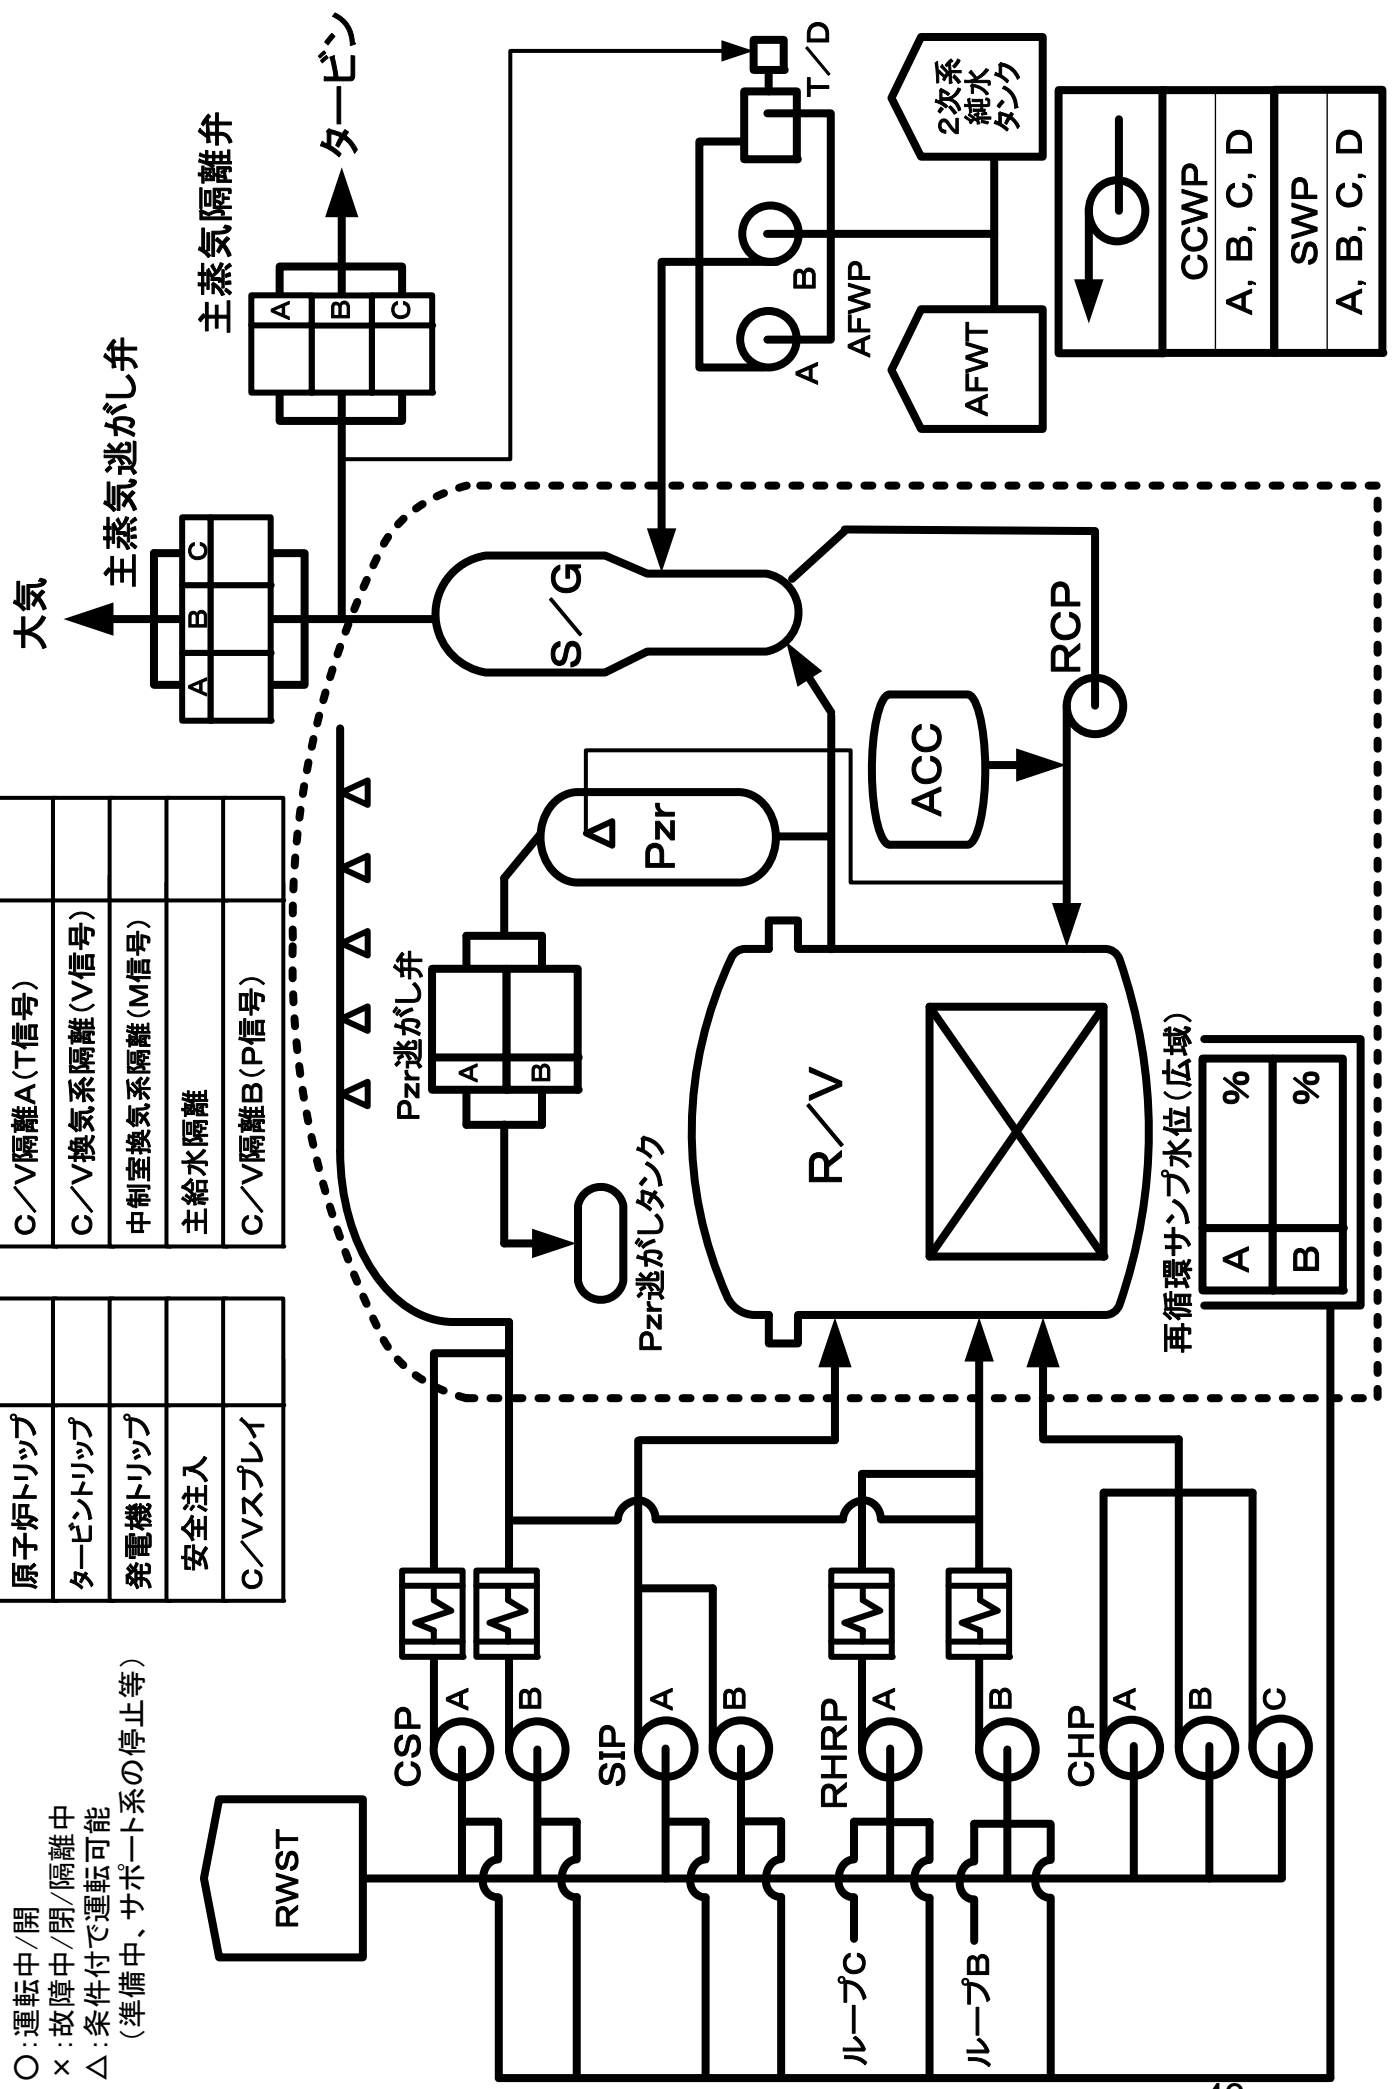 ○：運転中/開
×：故障中/閉/隔離中
△：条件付で運転可能
（準備中、サポート系の停止等）
原子炉トリップ
タービントリップ
発電機トリップ
安全注入
C／Vスプレイ
C／V隔離A（T信号）
C／V換気系隔離（V信号）
中制室換気系隔離（M信号）
主給水隔離
C／V隔離B（P信号）
大気
主蒸気逃がし弁
A
B
C
主蒸気隔離弁
A
B
C
タービン
RWST
CSP
A
B
SIP
A
B
RHRP
A
B
CHP
A
B
C
ループC
ループB
Pzr逃がし弁
A
B
Pzr逃がしタンク
Pzr
S／G
R／V
ACC
RCP
再循環サンプ水位（広域）
A
%
B
%
T／D
A
B
AFWP
AFWT
2次系
純水
タンク
CCWP
A, B, C, D
SWP
A, B, C, D